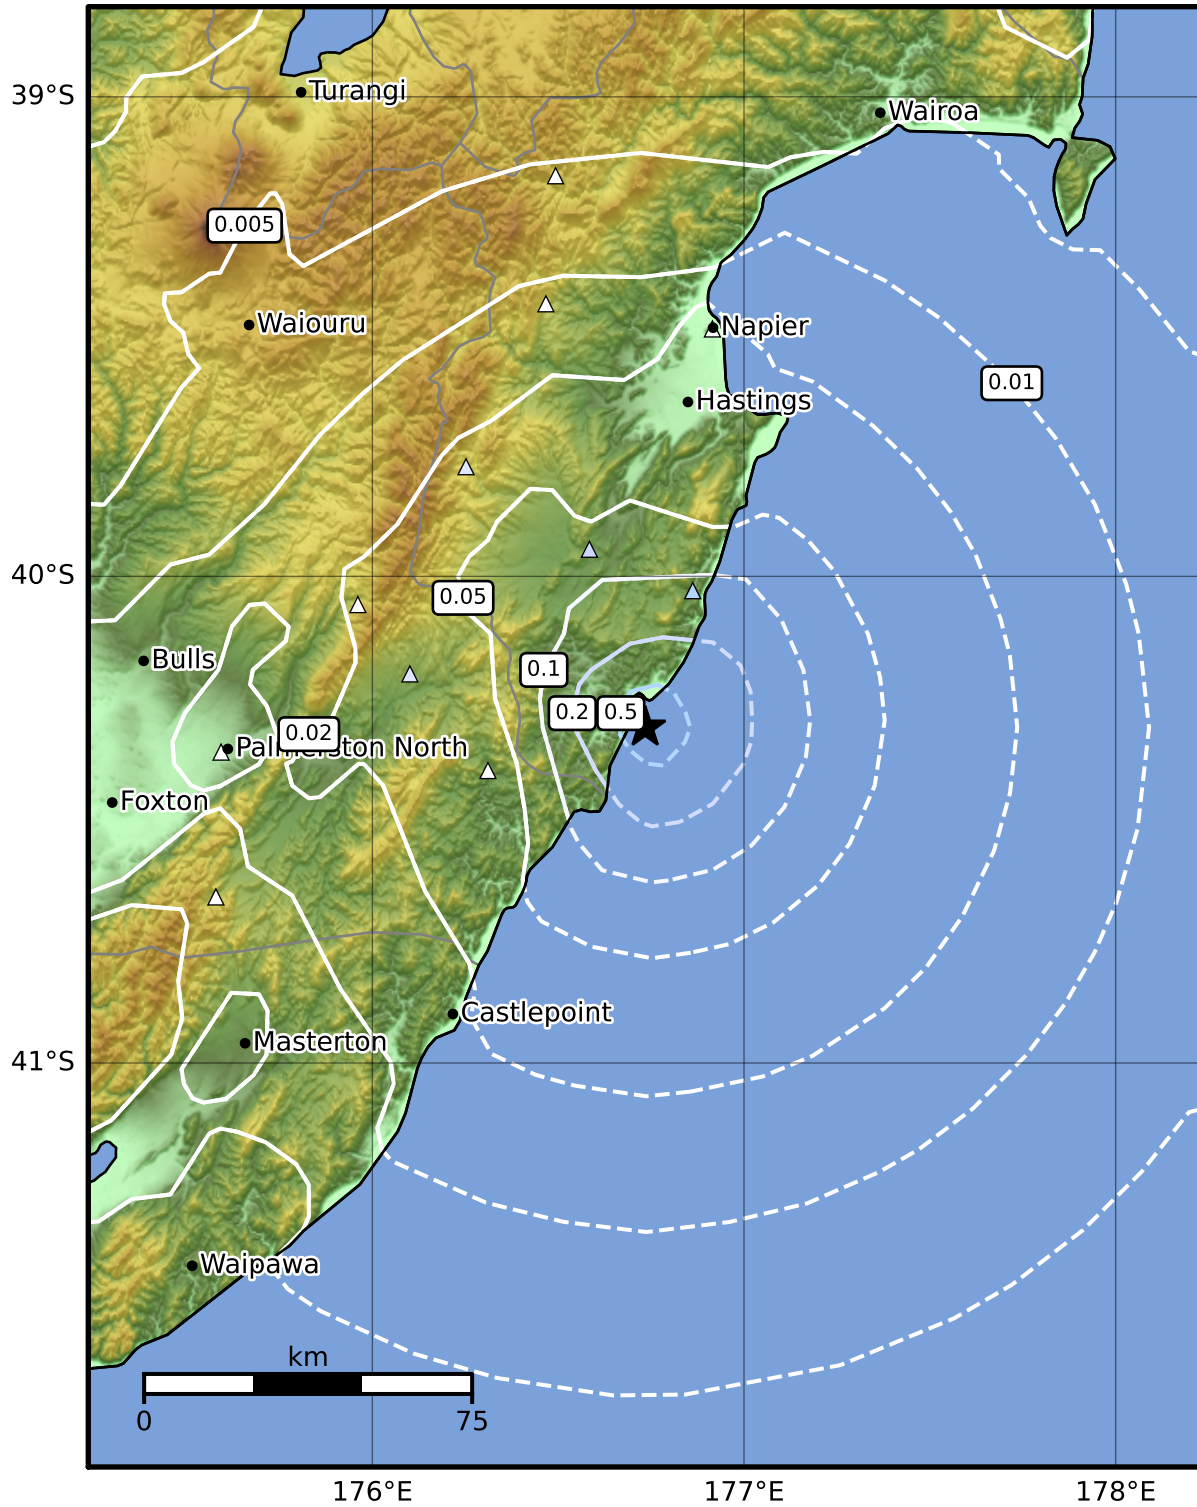 39°S
Turangi
Wairoa
0.005
Waiouru
Napier
0.01
Hastings
40°S
0.05
Bulls
0.1
0.2
0.5
0.02
Palmerston North
Foxton
Castlepoint
Masterton
41°S
Waipawa
km
0
75
176°E
177°E
178°E